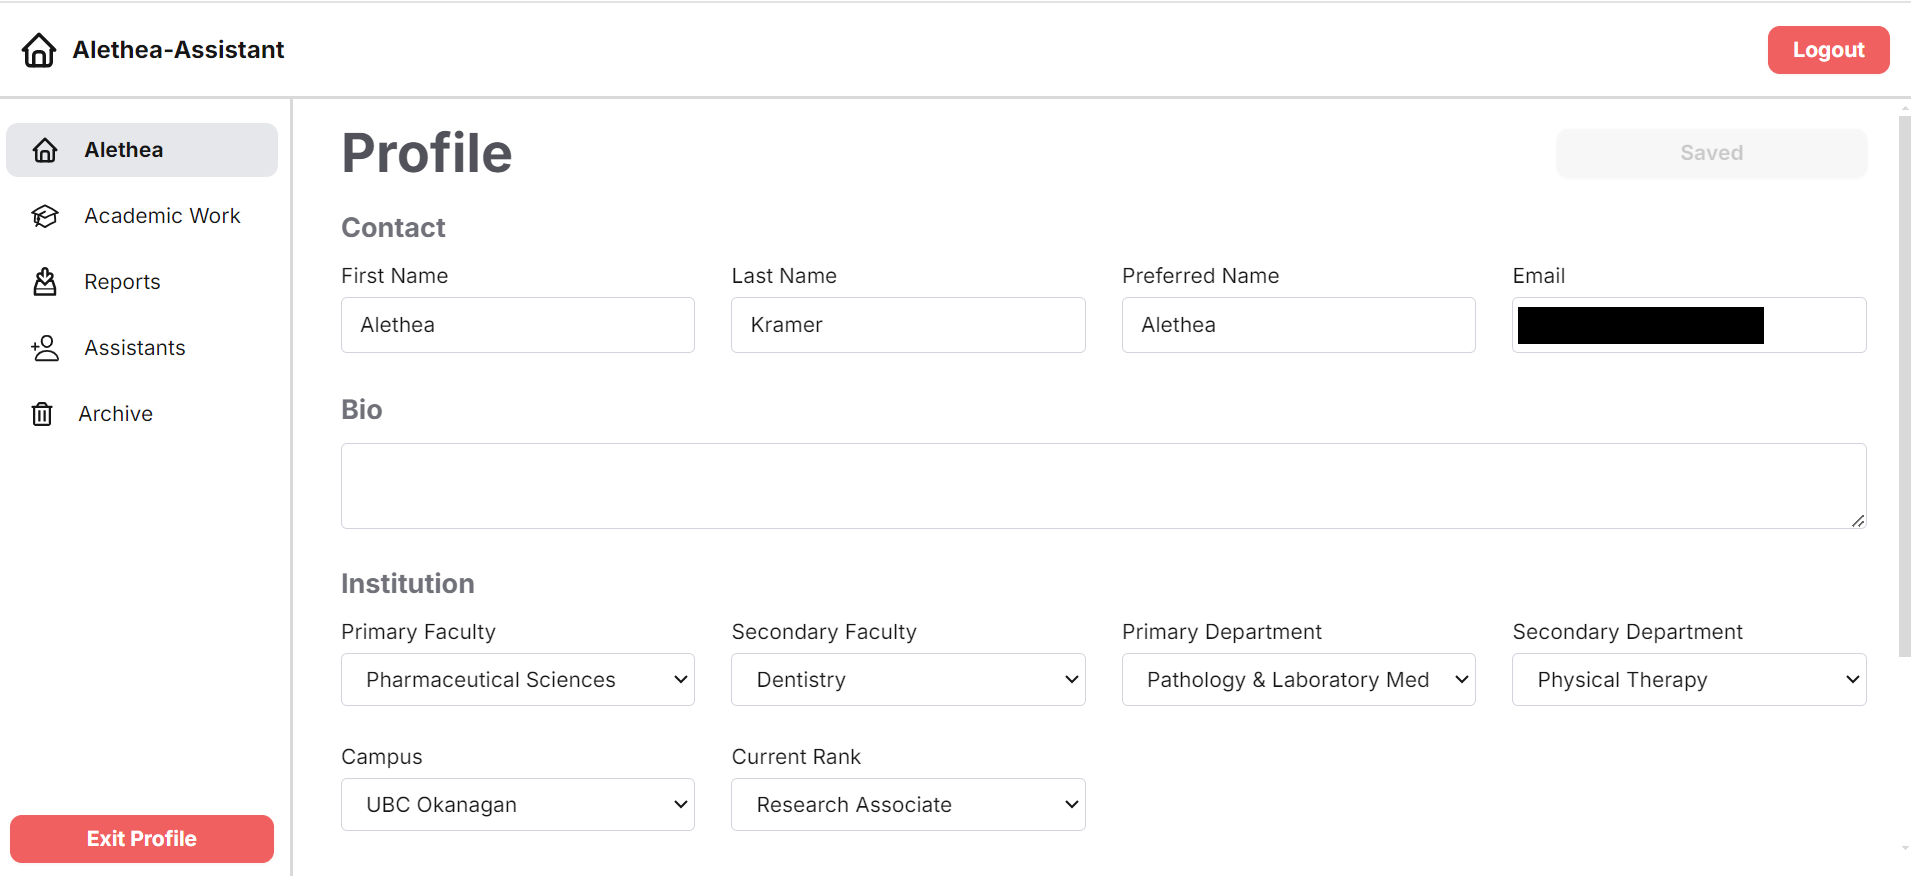 Alethea-Assistant
Logout
Alethea
Academic Work
Reports
Assistants
Archive
Exit Profile
Profile
Saved
Contact
First Name Last Name Preferred Name Email
Alethea Kramer Alethea
Bio
Institution
Primary Faculty Secondary Faculty Primary Department Secondary Department
Pharmaceutical Sciences Dentistry Pathology & Laboratory Med Physical Therapy
Campus Current Rank
UBC Okanagan Research Associate